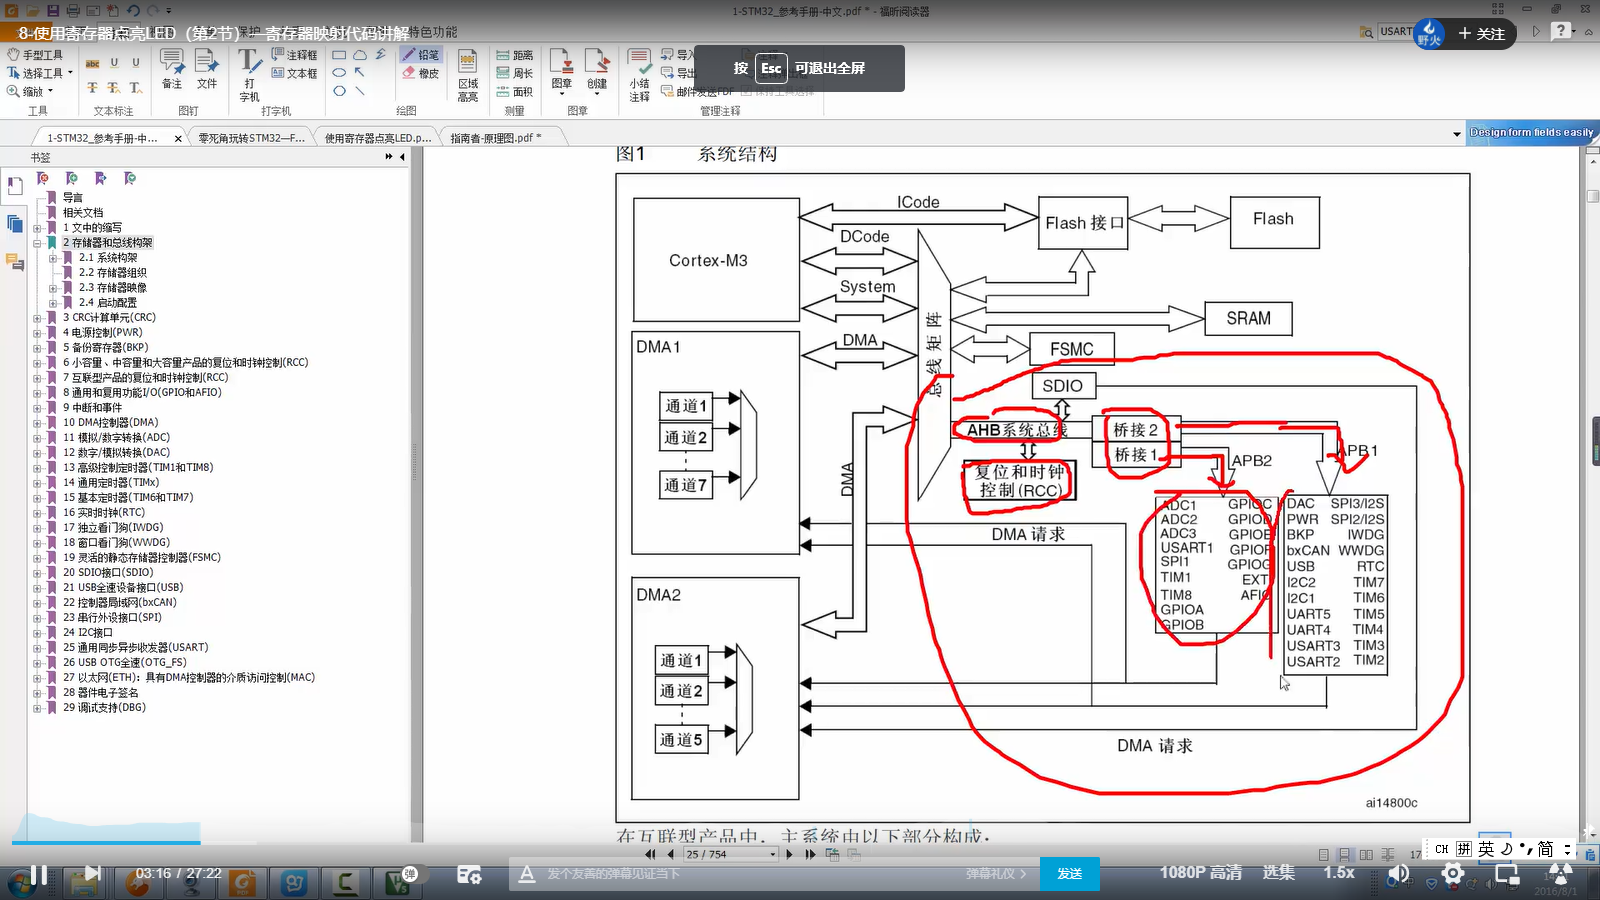 1-STM32_参考手册-中文.pdf * - 福昕阅读器
8-使用寄存器点亮LED（第2节）—寄存器映射代码讲解
保护
特色功能
USART
野火
+ 关注
按 Esc 可退出全屏
手型工具
选择工具
缩放
工具
文本标注
备注
文件
图钉
打字机
注释框
文本框
打字机
铅笔
橡皮
绘图
区域高亮
距离
周长
面积
测量
图章
创建
图章
小结注释
导入
导出
邮件发送PDF
保持工具选择
管理注释
1-STM32_参考手册-中...
零死角玩转STM32—F...
使用寄存器点亮LED.p...
指南者-原理图.pdf *
Design form fields easily
书签
导言
相关文档
1 文中的缩写
2 存储器和总线构架
2.1 系统构架
2.2 存储器组织
2.3 存储器映像
2.4 启动配置
3 CRC计算单元(CRC)
4 电源控制(PWR)
5 备份寄存器(BKP)
6 小容量、中容量和大容量产品的复位和时钟控制(RCC)
7 互联型产品的复位和时钟控制(RCC)
8 通用和复用功能I/O(GPIO和AFIO)
9 中断和事件
10 DMA控制器(DMA)
11 模拟/数字转换(ADC)
12 数字/模拟转换(DAC)
13 高级控制定时器(TIM1和TIM8)
14 通用定时器(TIMx)
15 基本定时器(TIM6和TIM7)
16 实时时钟(RTC)
17 独立看门狗(IWDG)
18 窗口看门狗(WWDG)
19 灵活的静态存储器控制器(FSMC)
20 SDIO接口(SDIO)
21 USB全速设备接口(USB)
22 控制器局域网(bxCAN)
23 串行外设接口(SPI)
24 I2C接口
25 通用同步异步收发器(USART)
26 USB OTG全速(OTG_FS)
27 以太网(ETH): 具有DMA控制器的介质访问控制(MAC)
28 器件电子签名
29 调试支持(DBG)
图1 系统结构
Cortex-M3
ICode
DCode
System
DMA
总线矩阵
Flash 接口
Flash
SRAM
FSMC
SDIO
AHB系统总线
桥接 2
桥接 1
复位和时钟
控制(RCC)
APB2
APB1
DMA1
通道1
通道2
通道7
DMA
DMA 请求
ADC1 GPIOC
ADC2 GPIOD
ADC3 GPIOE
USART1 GPIOF
SPI1 GPIOG
TIM1 EXTI
TIM8 AFIO
GPIOA
GPIOB
DAC SPI3/I2S
PWR SPI2/I2S
BKP IWDG
bxCAN WWDG
USB RTC
I2C2 TIM7
I2C1 TIM6
UART5 TIM5
UART4 TIM4
USART3 TIM3
USART2 TIM2
DMA2
通道1
通道2
通道5
DMA 请求
ai14800c
在互联型产品中，主系统由以下部分构成：
25 / 754
CH 拼 英 简
03:16 / 27:22
弹
发个友善的弹幕见证当下
弹幕礼仪 >
发送
1080P 高清
选集
1.5x
2016/8/1